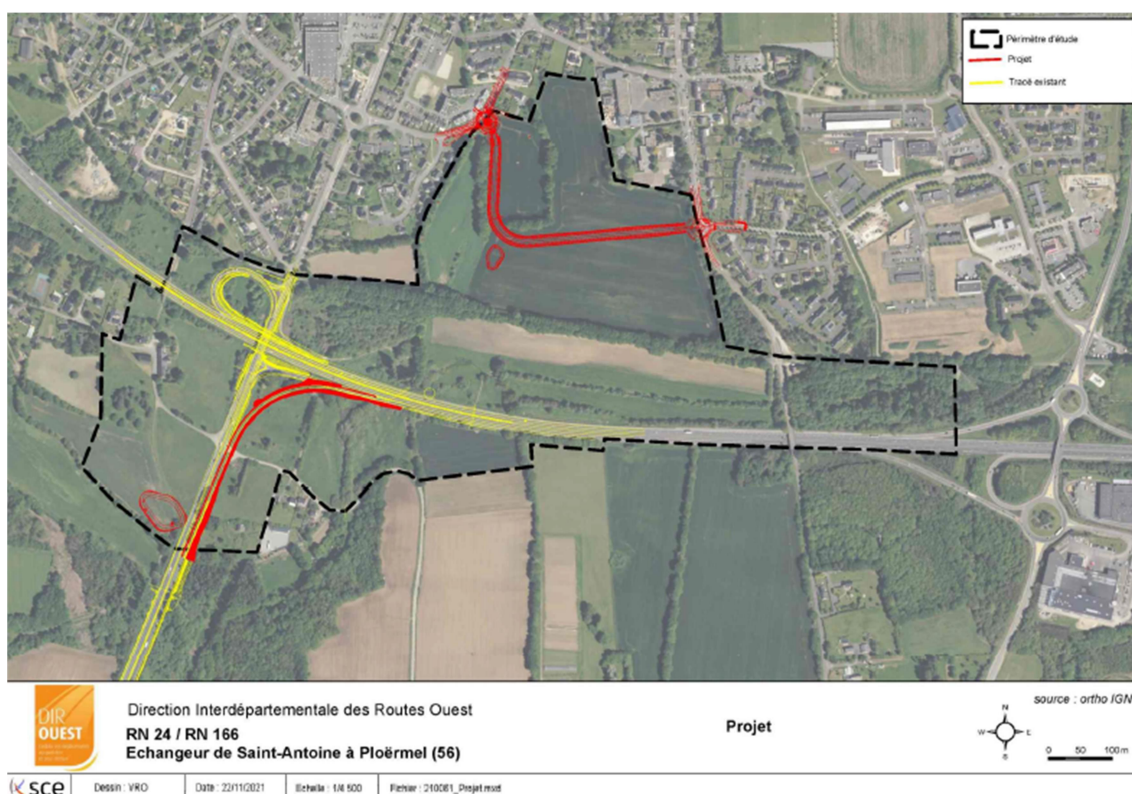 Périmètre d'étude
Projet
Tracé existant
DIR
OUEST
Direction Interdépartementale des Routes Ouest
RN 24 / RN 166
Echangeur de Saint-Antoine à Ploërmel (56)
Projet
source : ortho IGN
N
W
E
S
0 50 100m
sce
Dessin : VRO
Date : 22/11/2021
Echelle : 1/4 500
Fichier : 210061_Projet.mxd